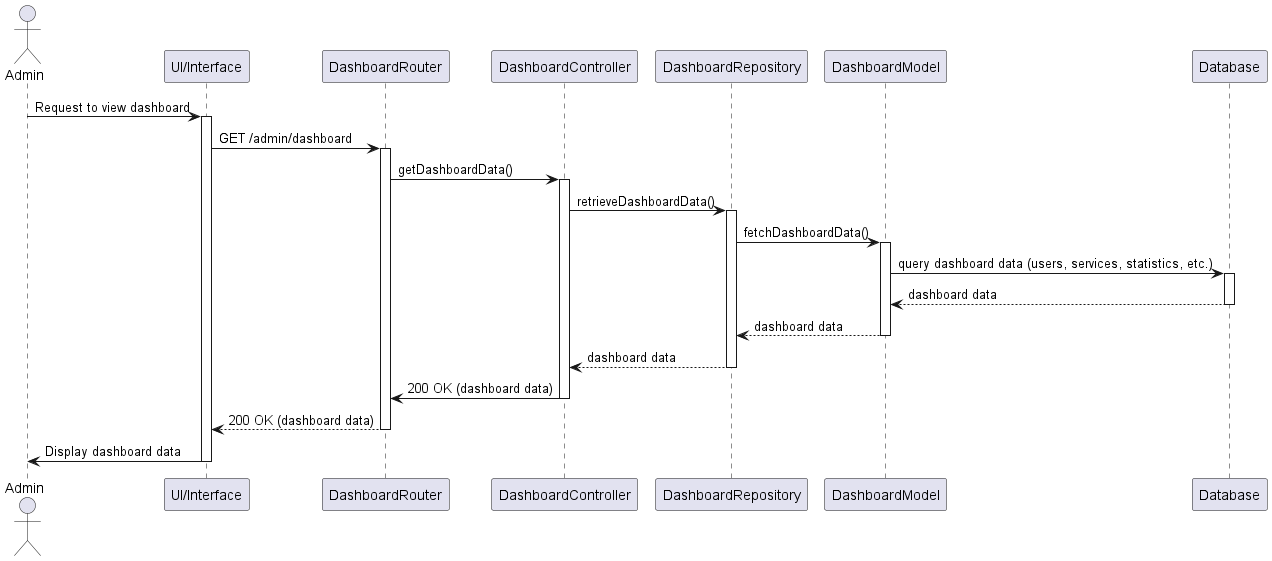 Admin
UI/Interface
DashboardRouter
DashboardController
DashboardRepository
DashboardModel
Database
Request to view dashboard
GET /admin/dashboard
getDashboardData()
retrieveDashboardData()
fetchDashboardData()
query dashboard data (users, services, statistics, etc.)
dashboard data
dashboard data
dashboard data
200 OK (dashboard data)
200 OK (dashboard data)
Display dashboard data
Admin
UI/Interface
DashboardRouter
DashboardController
DashboardRepository
DashboardModel
Database